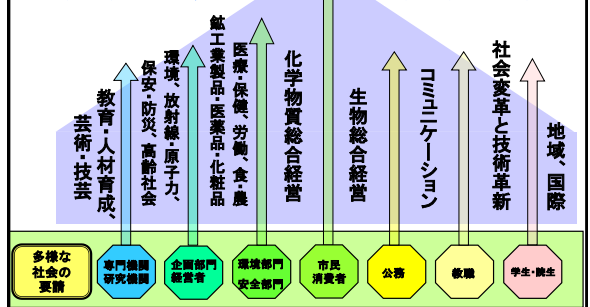 芸術・技芸
教育・人材育成、
保安・防災、高齢社会
環境、放射線・原子力、
鉱工業製品・医薬品・化粧品
医療・保健、労働、食・農
化学物質総合経営
生物総合経営
コミュニケーション
社会変革と技術革新
地域、国際
多様な
社会の
要請
専門機関
研究機関
企画部門
経営者
環境部門
安全部門
市民
消費者
公務
教職
学生・院生